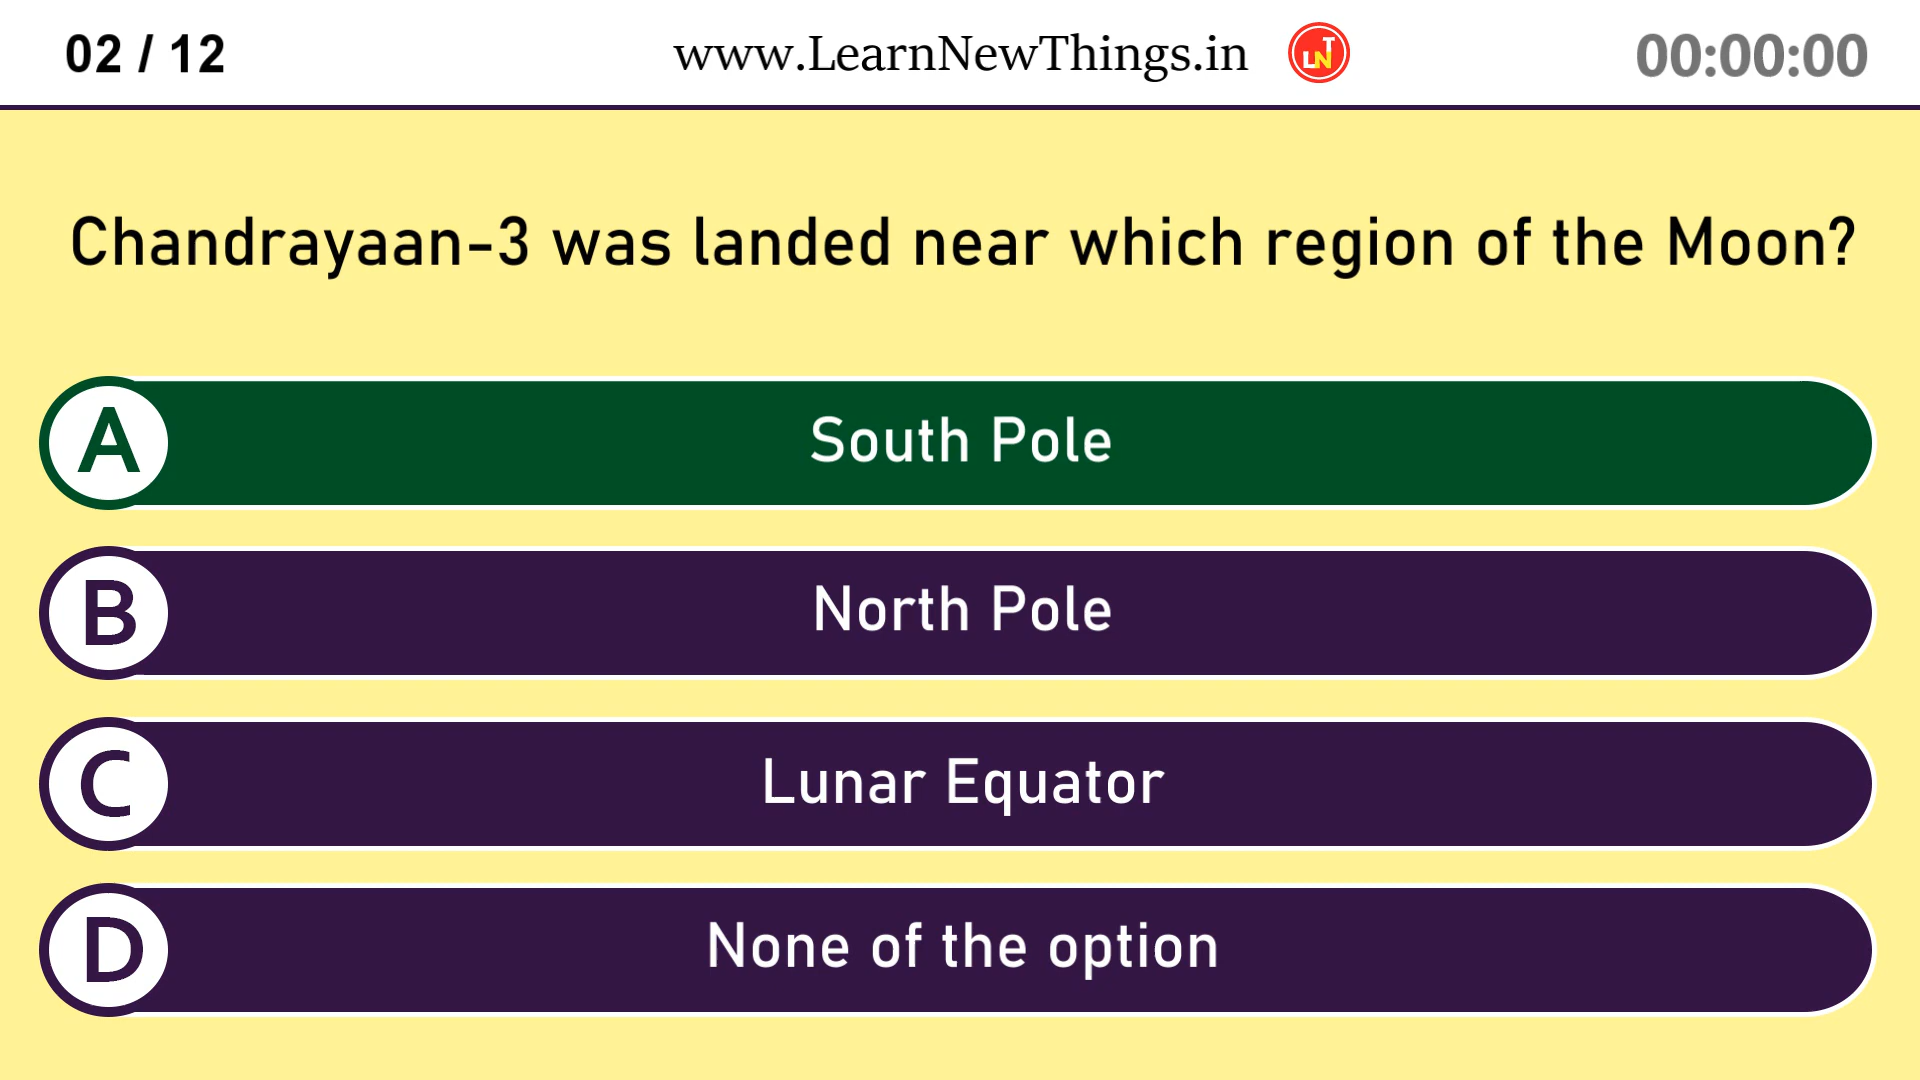 02 / 12
www.LearnNewThings.in
LNT
00:00:00
Chandrayaan-3 was landed near which region of the Moon?
A
South Pole
B
North Pole
C
Lunar Equator
D
None of the option